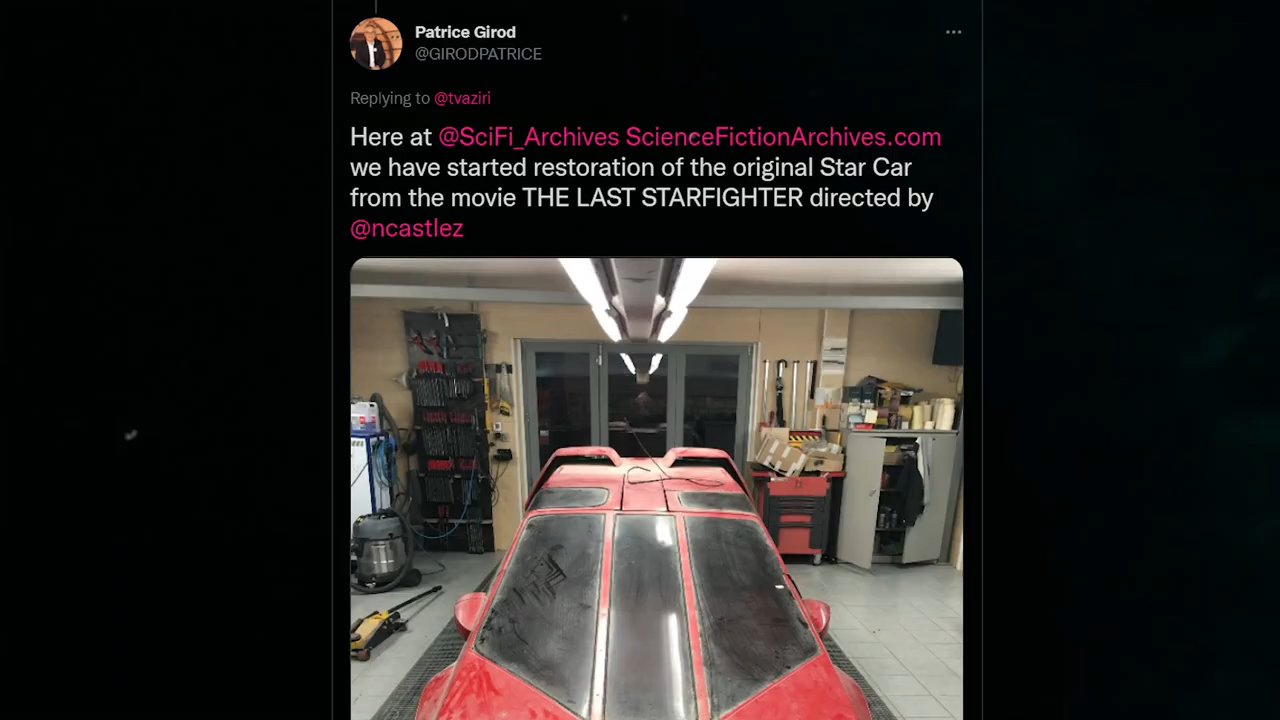 Patrice Girod
@GIRODPATRICE
Replying to @tvaziri
Here at @SciFi_Archives ScienceFictionArchives.com
we have started restoration of the original Star Car
from the movie THE LAST STARFIGHTER directed by
@ncastlez